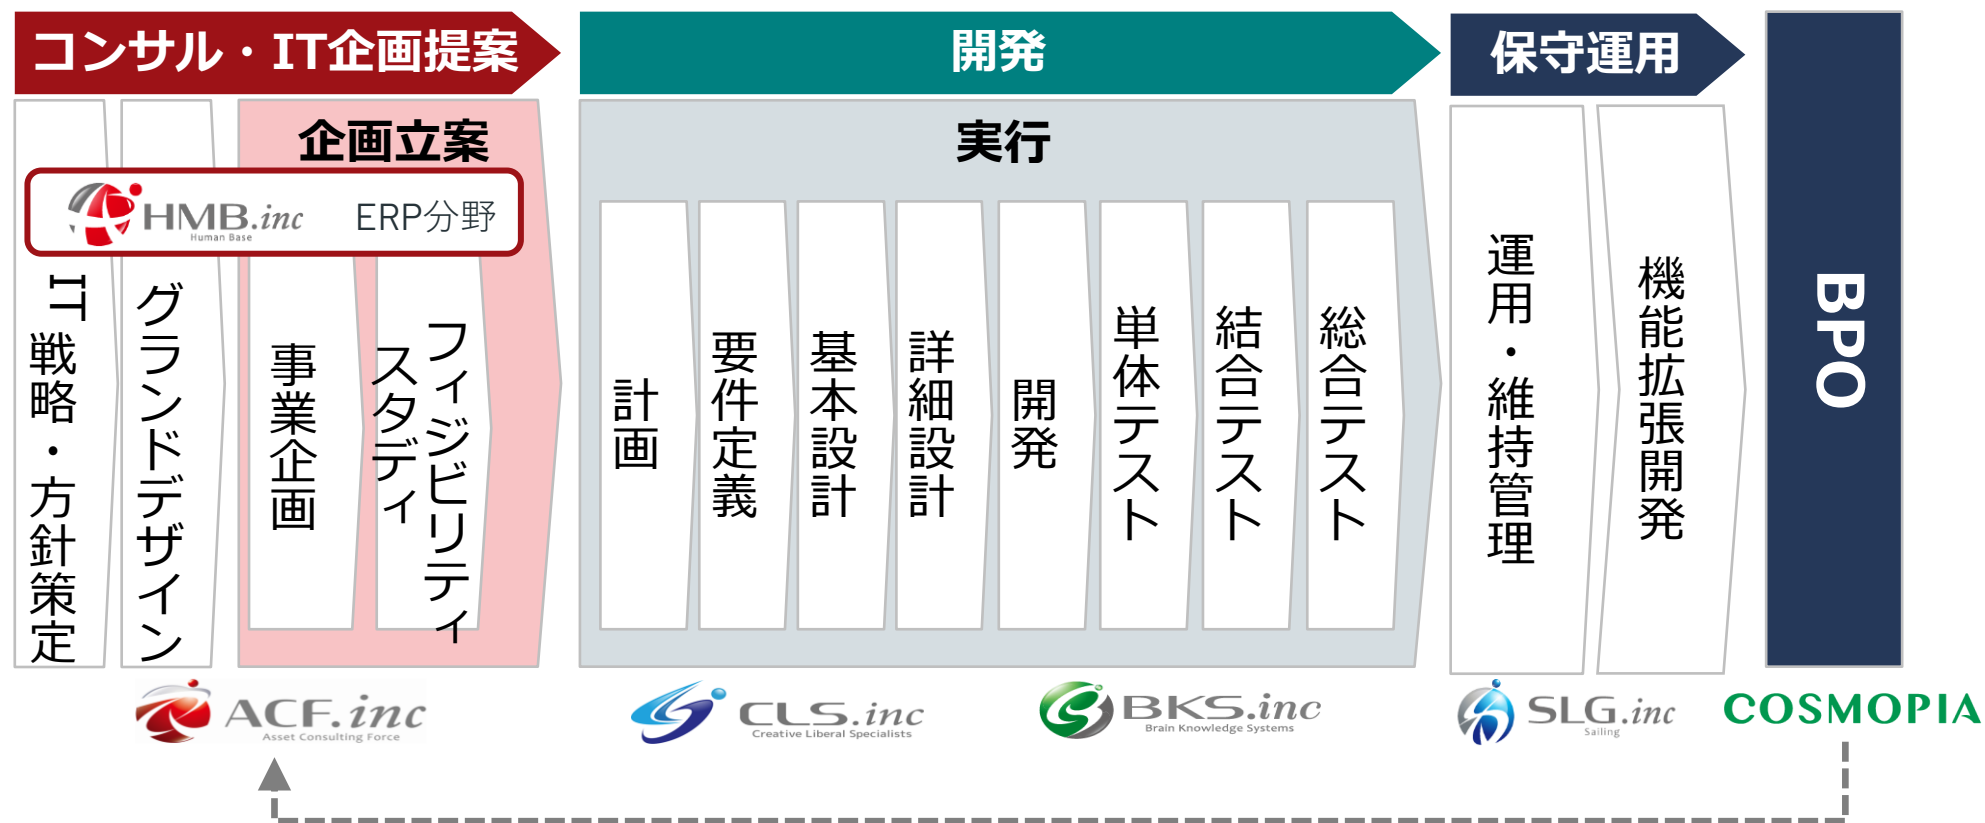 コンサル・IT企画提案
開発
保守運用
BPO
企画立案
実行
HMB.inc
Human Base
ERP分野
IT戦略・方針策定
グランドデザイン
事業企画
フィジビリティ
スタディ
計画
要件定義
基本設計
詳細設計
開発
単体テスト
結合テスト
総合テスト
運用・維持管理
機能拡張開発
ACF.inc
Asset Consulting Force
CLS.inc
Creative Liberal Specialists
BKS.inc
Brain Knowledge Systems
SLG.inc
Sailing
COSMOPIA